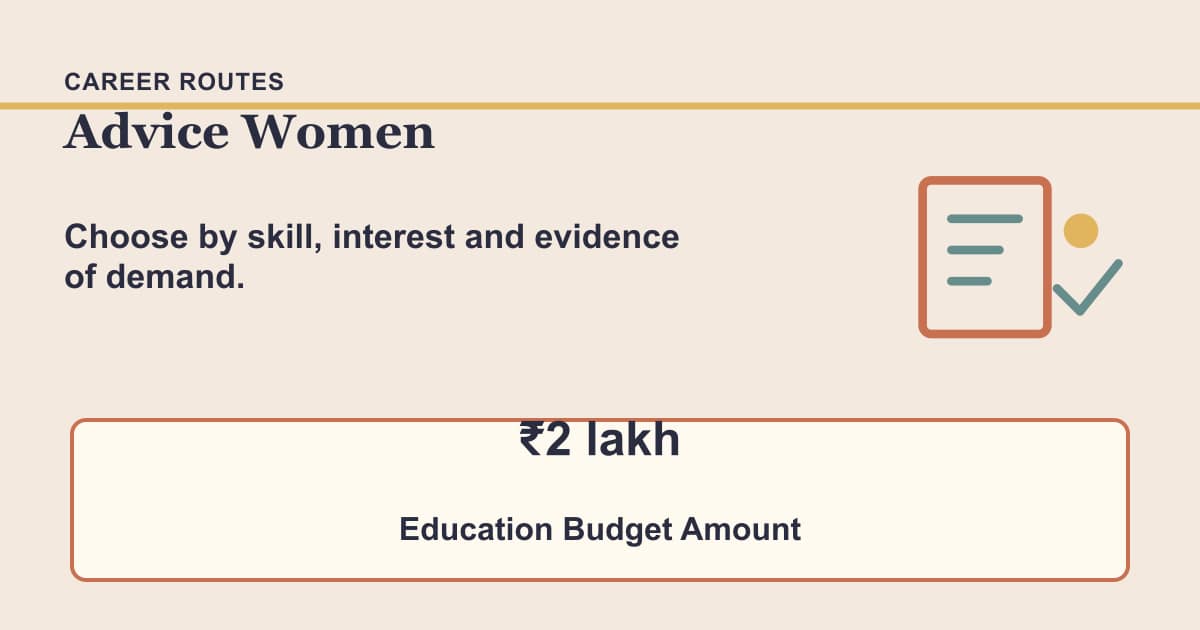 CAREER ROUTES
Advice Women
Choose by skill, interest and evidence
of demand.
₹2 lakh
Education Budget Amount